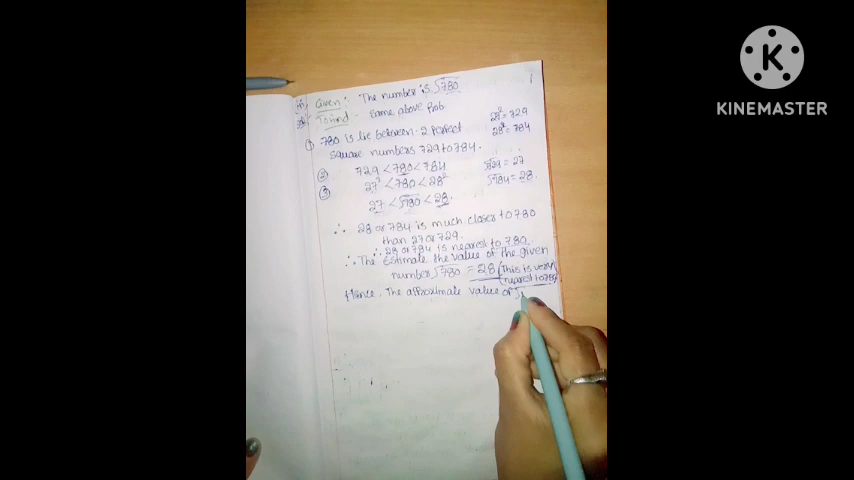 Given: The number is √780
To Find - Same above Prob
① 780 is lie between 2 perfect
square numbers 729 to 784.
28² = 729
28² = 784
② 729 < 780 < 784
③ 27² < √780 < 28²
27 < √780 < 28
√829 = 27
√784 = 28
∴ 28 or 784 is much closer to 780
than 27 or 729.
∴ 28 or 784 is nearest to 780.
∴ The Estimate the value of the given
number √780 = 28 (This is very
nearest to 780)
Hence, The approximate value of √
K
KINEMASTER